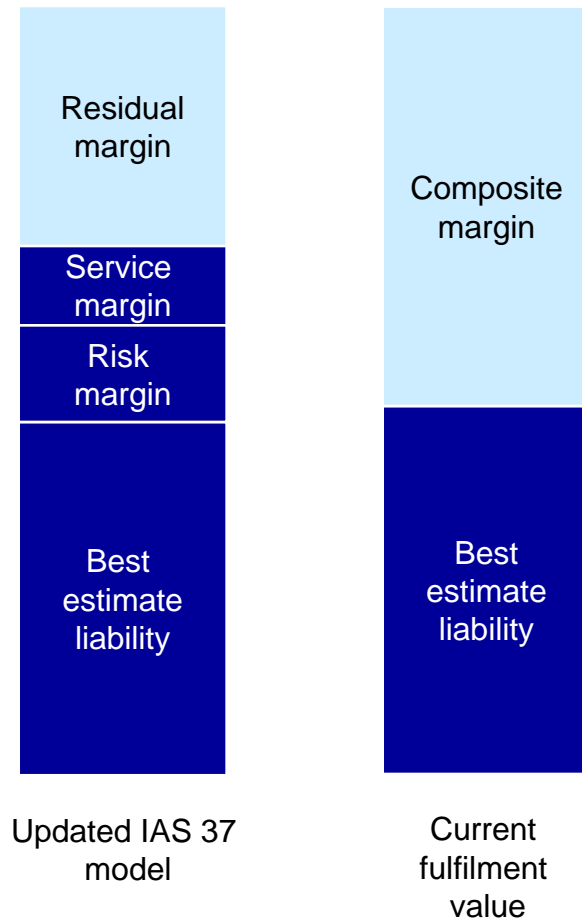 Residual
margin
Service
margin
Risk
margin
Best
estimate
liability
Updated IAS 37
model
Composite
margin
Best
estimate
liability
Current
fulfilment
value